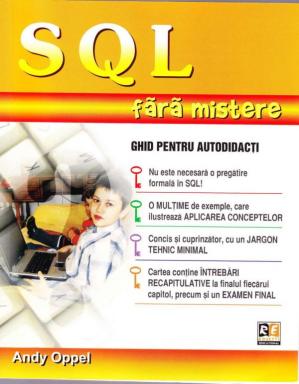 SQL
fără mistere
GHID PENTRU AUTODIDACȚI
Nu este necesară o pregătire
formală în SQL!
O MULȚIME de exemple, care
ilustrează APLICAREA CONCEPTELOR
Concis și cuprinzător, cu un JARGON
TEHNIC MINIMAL
Cartea conține ÎNTREBĂRI
RECAPITULATIVE la finalul fiecărui
capitol, precum și un EXAMEN FINAL
Andy Oppel
RE